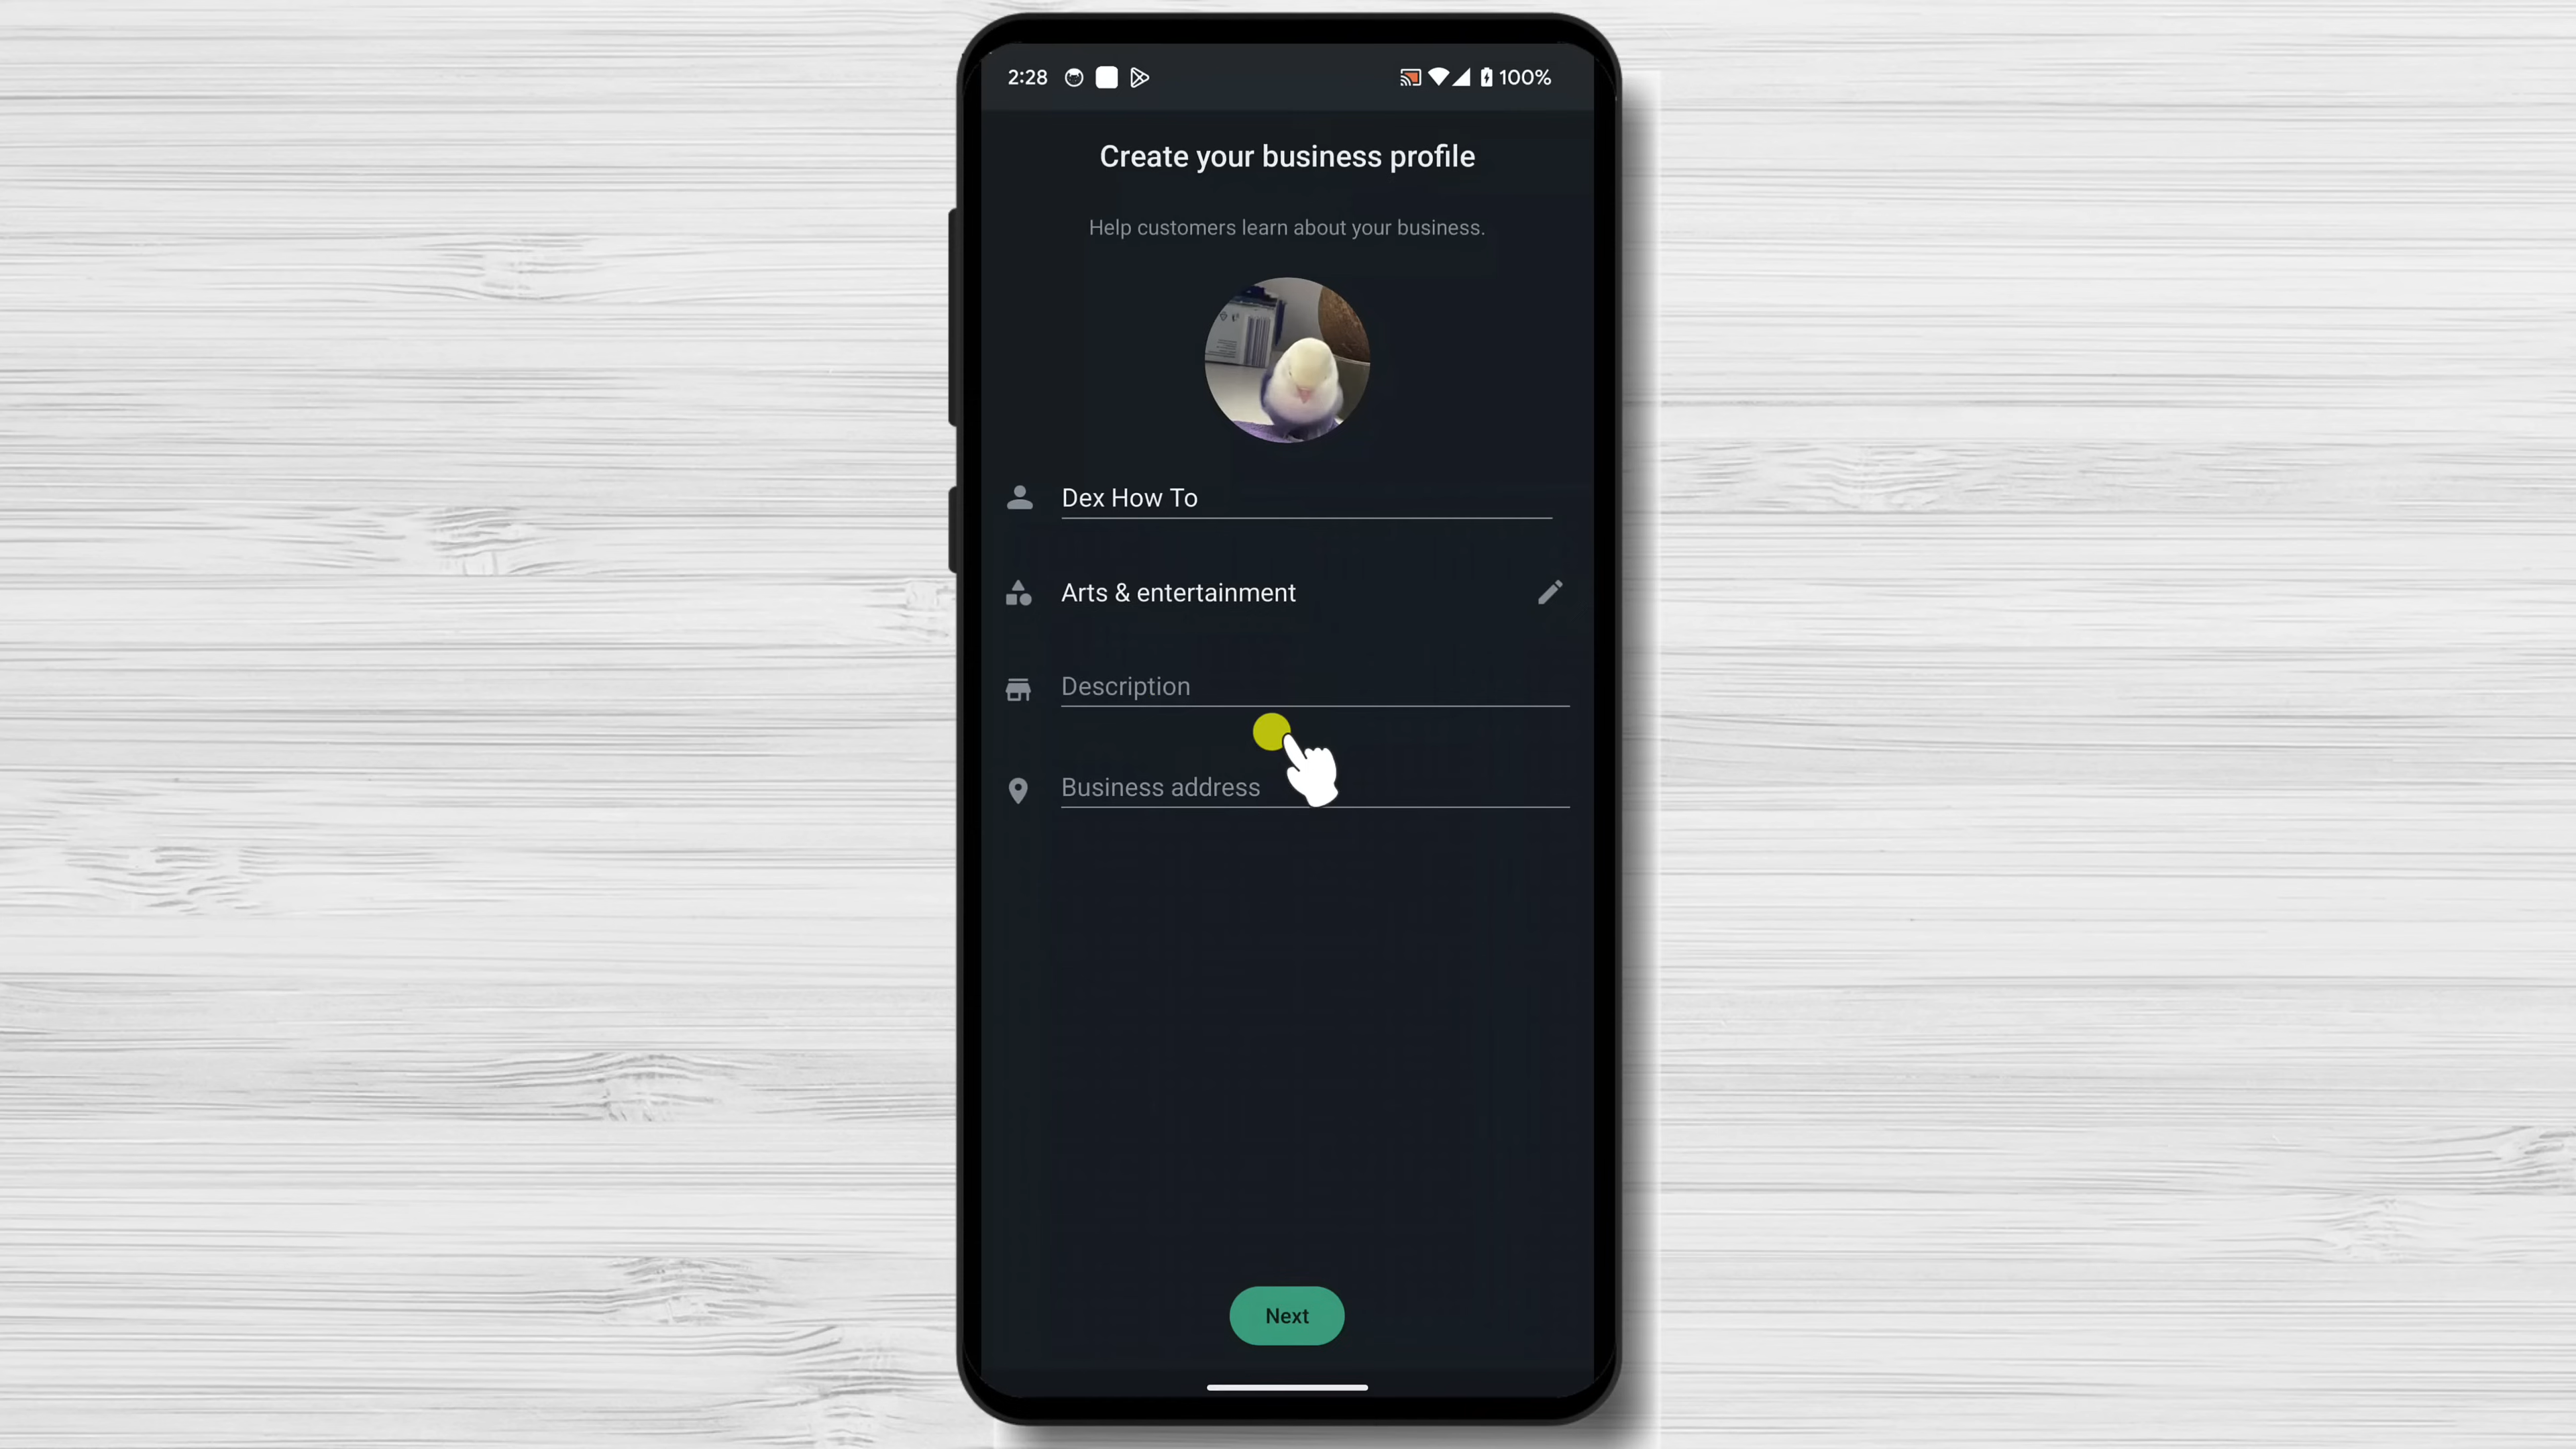 2:28
100%
Create your business profile
Help customers learn about your business.
Dex How To
Arts & entertainment
Description
Business address
Next